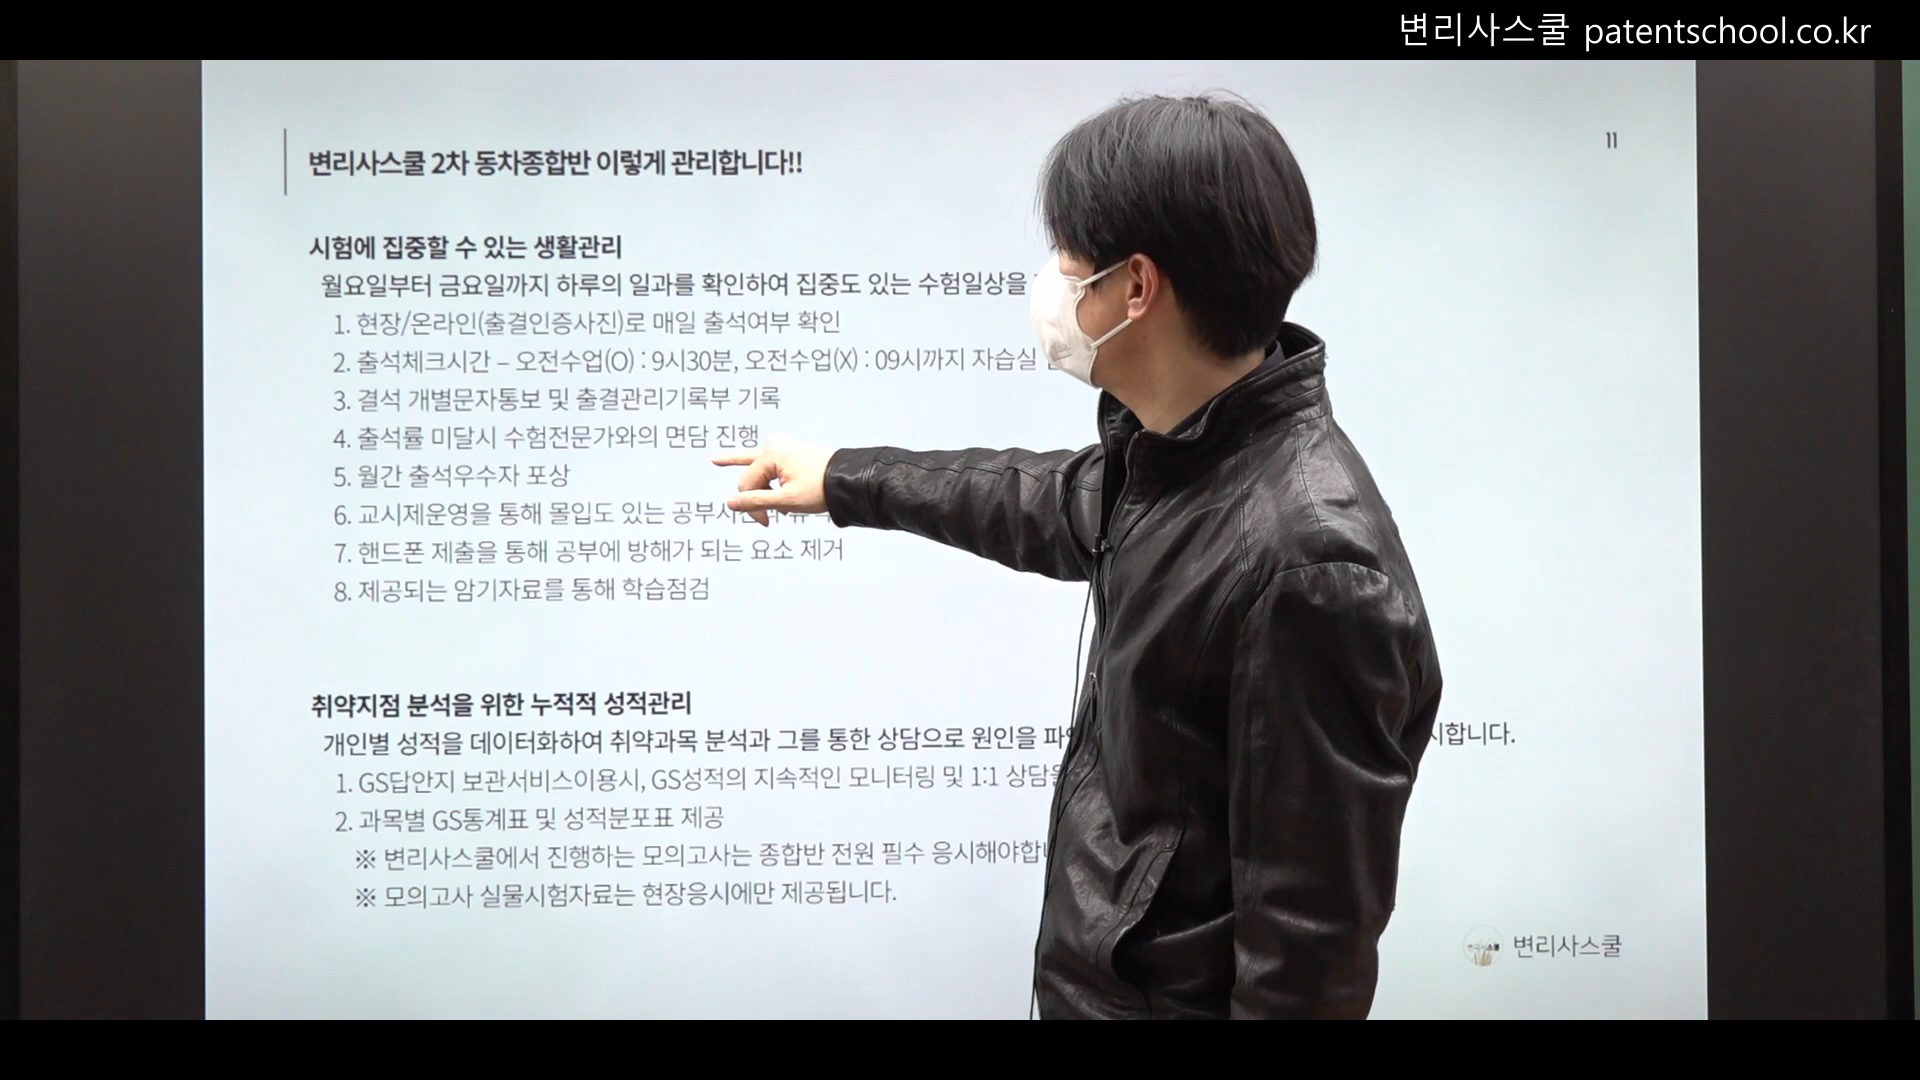 변리사스쿨 patentschool.co.kr
11
변리사스쿨 2차 동차종합반 이렇게 관리합니다!!
시험에 집중할 수 있는 생활관리
월요일부터 금요일까지 하루의 일과를 확인하여 집중도 있는 수험일상을
1. 현장/온라인(출결인증사진)로 매일 출석여부 확인
2. 출석체크시간 – 오전수업(O) : 9시30분, 오전수업(X) : 09시까지 자습실
3. 결석 개별문자통보 및 출결관리기록부 기록
4. 출석률 미달시 수험전문가와의 면담 진행
5. 월간 출석우수자 포상
6. 교시제운영을 통해 몰입도 있는
7. 핸드폰 제출을 통해 공부에 방해가 되는 요소 제거
8. 제공되는 암기자료를 통해 학습점검
취약지점 분석을 위한 누적적 성적관리
개인별 성적을 데이터화하여 취약과목 분석과 그를 통한 상담으로 원인을 시합니다.
1. GS답안지 보관서비스이용시, GS성적의 지속적인 모니터링 및 1:1
2. 과목별 GS통계표 및 성적분포표 제공
※ 변리사스쿨에서 진행하는 모의고사는 종합반 전원 필수
※ 모의고사 실물시험자료는 현장응시에만 제공됩니다.
변리사스쿨